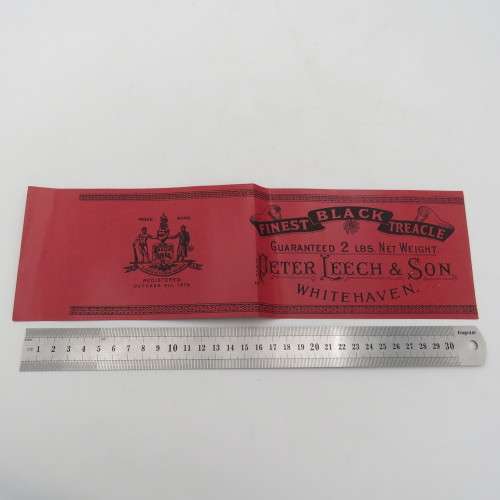 TRADE MARK
REGISTERED
FINEST BLACK TREACLE
GUARANTEED 2 LBS NET WEIGHT
PETER LEECH & SON
WHITEHAVEN.
1 2 3 4 5 6 7 8 9 10 11 12 13 14 15 16 17 18 19 20 21 22 23 24 25 26 27 28 29 30